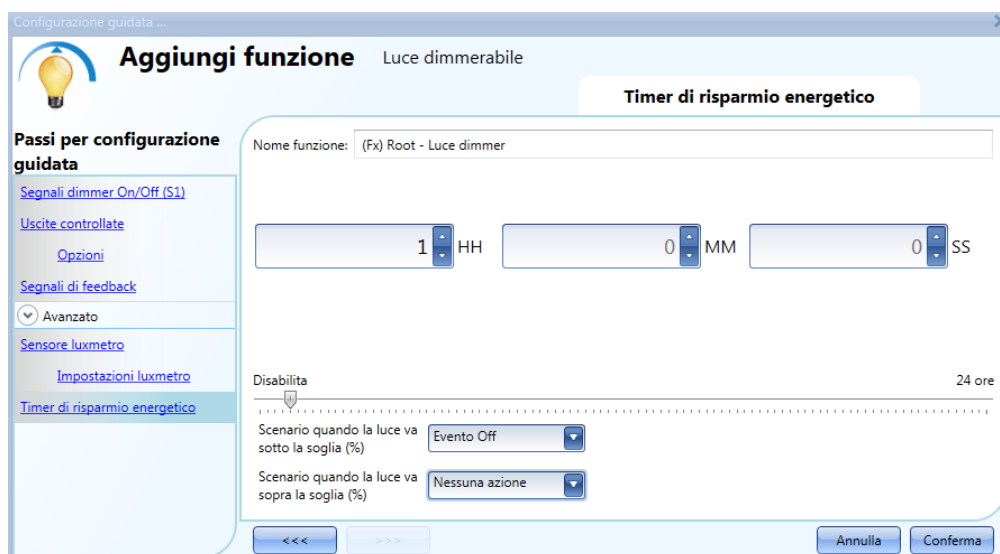 Configurazione guidata ...
Aggiungi funzione Luce dimmerabile
Timer di risparmio energetico
Passi per configurazione
guidata
Segnali dimmer On/Off (S1)
Uscite controllate
Opzioni
Segnali di feedback
Avanzato
Sensore luxmetro
Impostazioni luxmetro
Timer di risparmio energetico
Nome funzione: (Fx) Root - Luce dimmer
1 HH 0 MM 0 SS
Disabilita 24 ore
Scenario quando la luce va
sotto la soglia (%)
Evento Off
Scenario quando la luce va
sopra la soglia (%)
Nessuna azione
<<< >>> Annulla Conferma